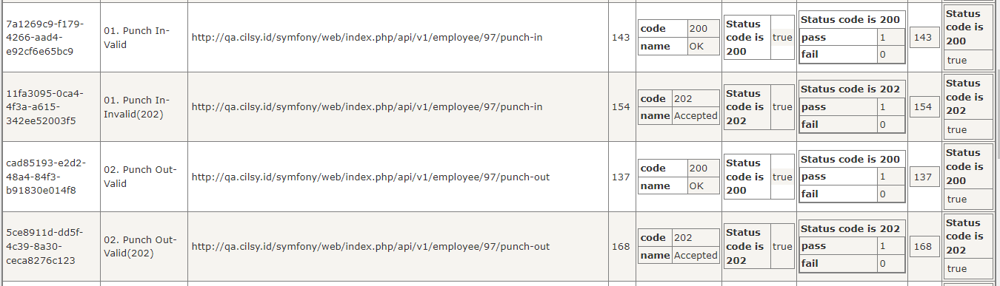 7a1269c9-f179-
4266-aad4-
e92cf6e65bc9
01. Punch In-
Valid
http://qa.cilsy.id/symfony/web/index.php/api/v1/employee/97/punch-in
143
code 200
name OK
Status
code is
200
true
Status code is 200
pass 1
fail 0
143
Status
code is
200
true
11fa3095-0ca4-
4f3a-a615-
342ee52003f5
01. Punch In-
Invalid(202)
http://qa.cilsy.id/symfony/web/index.php/api/v1/employee/97/punch-in
154
code 202
name Accepted
Status
code is
202
true
Status code is 202
pass 1
fail 0
154
Status
code is
202
true
cad85193-e2d2-
48a4-84f3-
b91830e014f8
02. Punch Out-
Valid
http://qa.cilsy.id/symfony/web/index.php/api/v1/employee/97/punch-out
137
code 200
name OK
Status
code is
200
true
Status code is 200
pass 1
fail 0
137
Status
code is
200
true
5ce8911d-dd5f-
4c39-8a30-
ceca8276c123
02. Punch Out-
Valid(202)
http://qa.cilsy.id/symfony/web/index.php/api/v1/employee/97/punch-out
168
code 202
name Accepted
Status
code is
202
true
Status code is 202
pass 1
fail 0
168
Status
code is
202
true